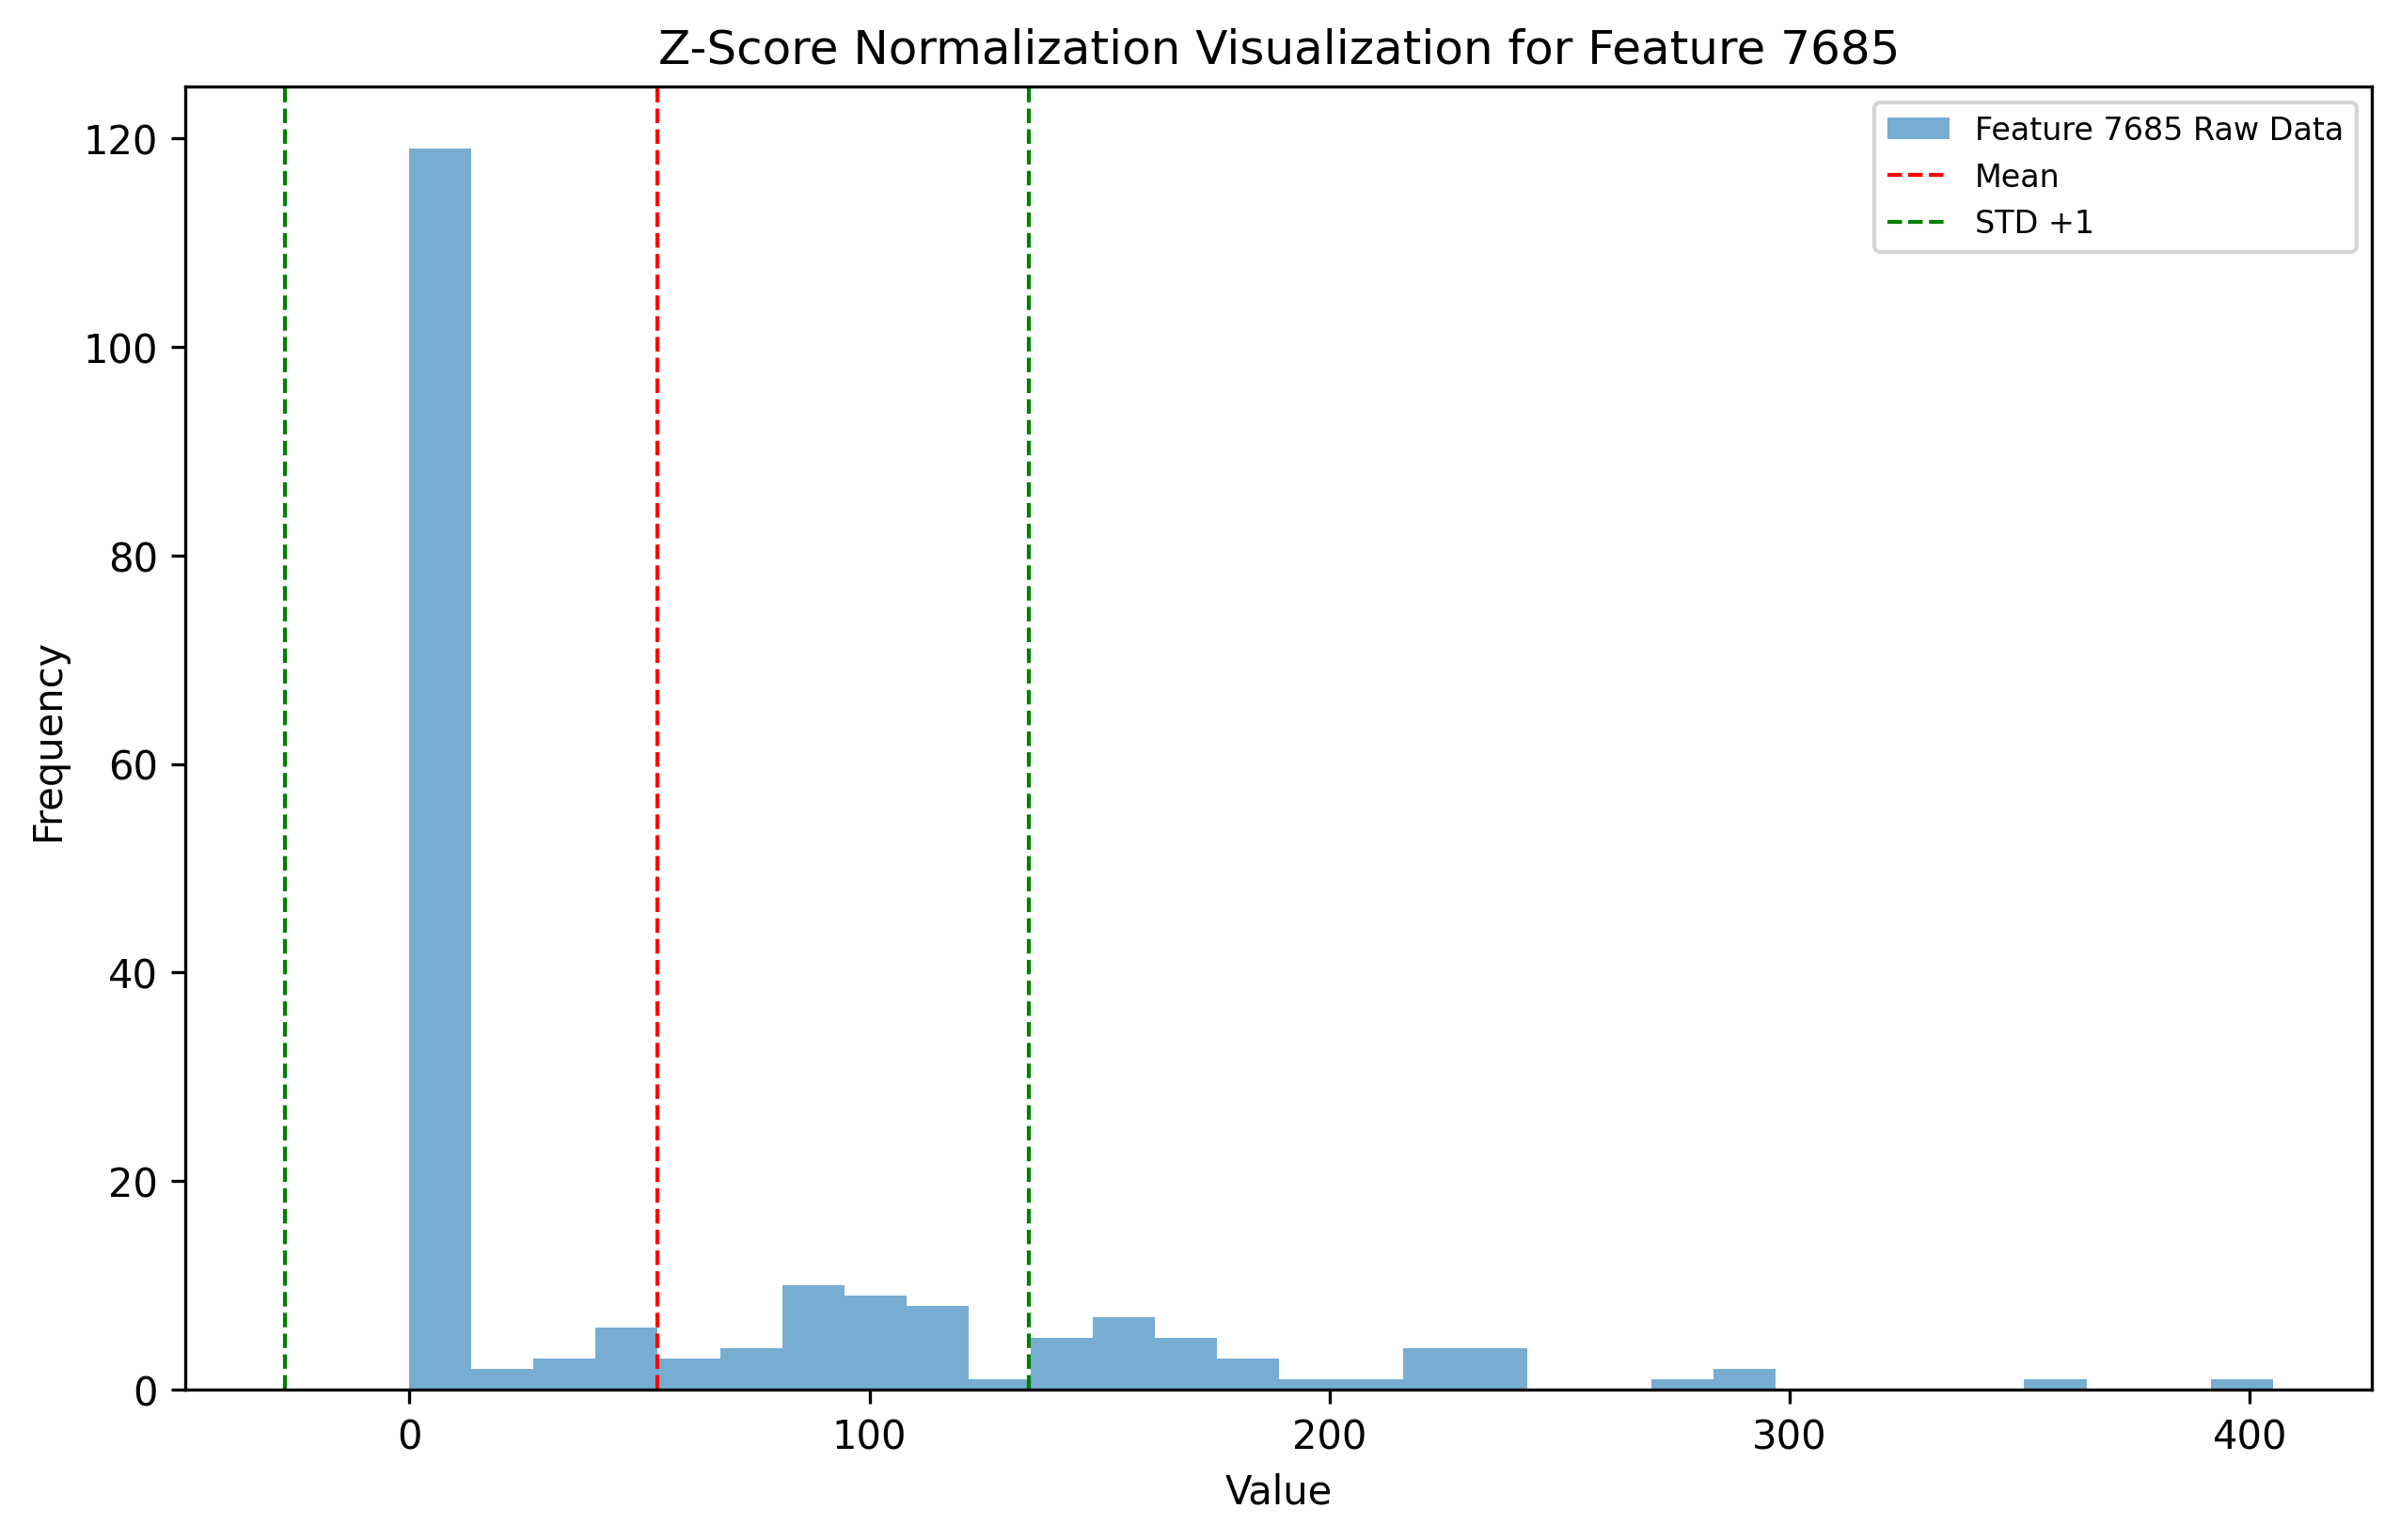 Z-Score Normalization Visualization for Feature 7685
Feature 7685 Raw Data
Mean
STD +1
120
100
80
60
40
20
0
Frequency
0 100 200 300 400
Value